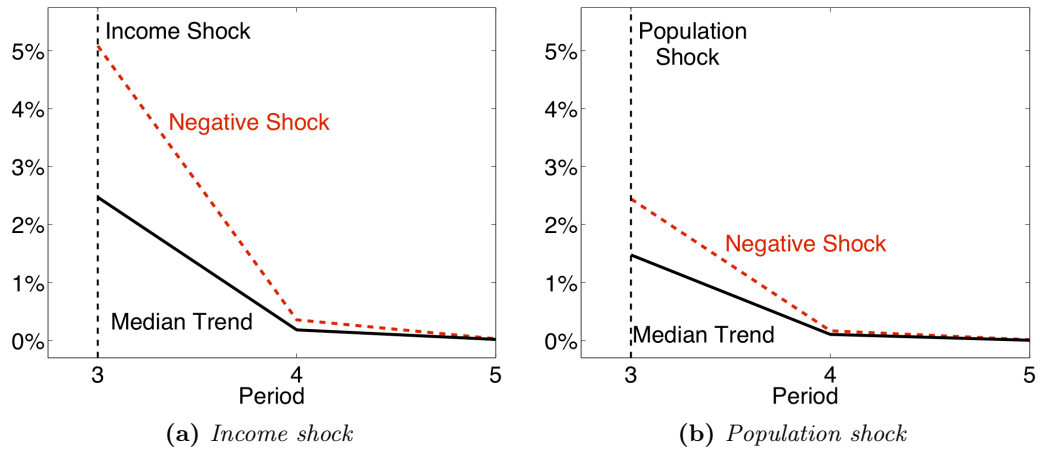 Income Shock
5%
4%
Negative Shock
3%
2%
1%
Median Trend
0%
3 4 5
Period
(a) Income shock
Population
Shock
5%
4%
3%
2%
Negative Shock
1%
Median Trend
0%
3 4 5
Period
(b) Population shock